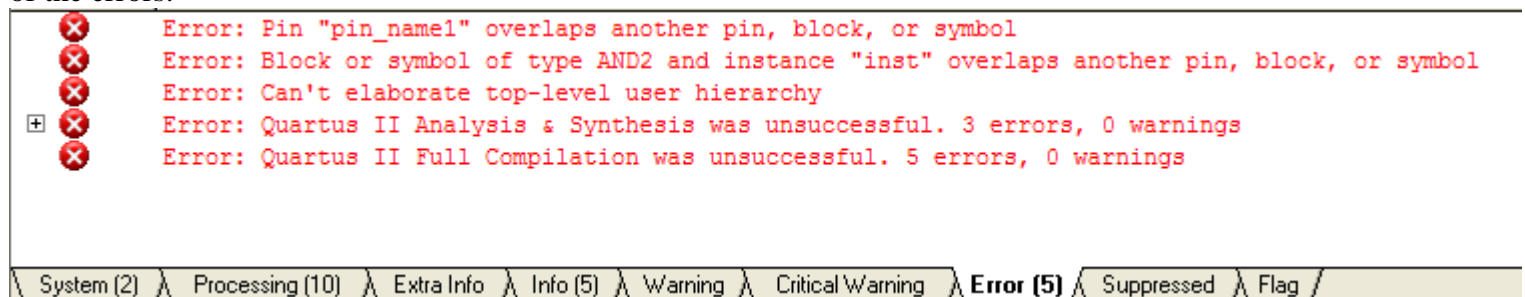 of the errors.
Error: Pin "pin_name1" overlaps another pin, block, or symbol
Error: Block or symbol of type AND2 and instance "inst" overlaps another pin, block, or symbol
Error: Can't elaborate top-level user hierarchy
Error: Quartus II Analysis & Synthesis was unsuccessful. 3 errors, 0 warnings
Error: Quartus II Full Compilation was unsuccessful. 5 errors, 0 warnings
System (2) Processing (10) Extra Info Info (5) Warning Critical Warning Error (5) Suppressed Flag